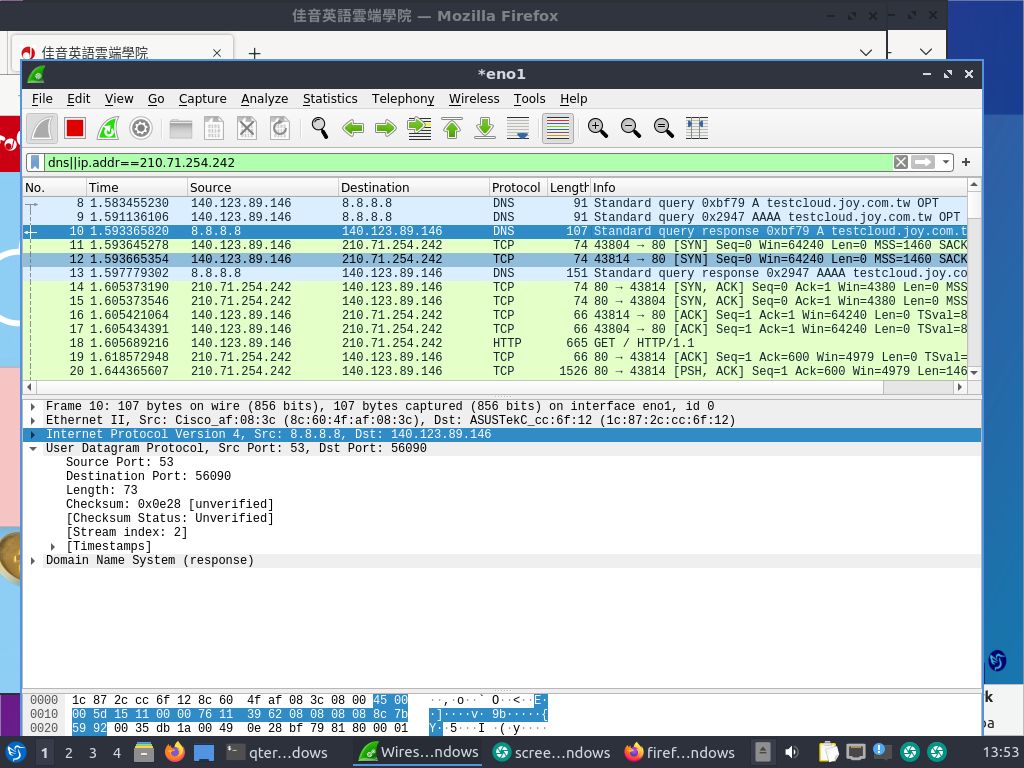 佳音英語雲端學院 — Mozilla Firefox
佳音英語雲端學院
*eno1
File Edit View Go Capture Analyze Statistics Telephony Wireless Tools Help
dns||ip.addr==210.71.254.242
No. Time Source Destination Protocol Length Info
8 1.583455230 140.123.89.146 8.8.8.8 DNS 91 Standard query 0xbf79 A testcloud.joy.com.tw OPT
9 1.591136106 140.123.89.146 8.8.8.8 DNS 91 Standard query 0x2947 AAAA testcloud.joy.com.tw OPT
10 1.593365820 8.8.8.8 140.123.89.146 DNS 107 Standard query response 0xbf79 A testcloud.joy.com.t
11 1.593645278 140.123.89.146 210.71.254.242 TCP 74 43804 → 80 [SYN] Seq=0 Win=64240 Len=0 MSS=1460 SACK
12 1.593665354 140.123.89.146 210.71.254.242 TCP 74 43814 → 80 [SYN] Seq=0 Win=64240 Len=0 MSS=1460 SACK
13 1.597779302 8.8.8.8 140.123.89.146 DNS 151 Standard query response 0x2947 AAAA testcloud.joy.co
14 1.605373190 210.71.254.242 140.123.89.146 TCP 74 80 → 43814 [SYN, ACK] Seq=0 Ack=1 Win=4380 Len=0 MSS
15 1.605373546 210.71.254.242 140.123.89.146 TCP 74 80 → 43804 [SYN, ACK] Seq=0 Ack=1 Win=4380 Len=0 MSS
16 1.605421064 140.123.89.146 210.71.254.242 TCP 66 43814 → 80 [ACK] Seq=1 Ack=1 Win=64240 Len=0 TSval=8
17 1.605434391 140.123.89.146 210.71.254.242 TCP 66 43804 → 80 [ACK] Seq=1 Ack=1 Win=64240 Len=0 TSval=8
18 1.605689216 140.123.89.146 210.71.254.242 HTTP 665 GET / HTTP/1.1
19 1.618572948 210.71.254.242 140.123.89.146 TCP 66 80 → 43814 [ACK] Seq=1 Ack=600 Win=4979 Len=0 TSval=
20 1.644365607 210.71.254.242 140.123.89.146 TCP 1526 80 → 43814 [PSH, ACK] Seq=1 Ack=600 Win=4979 Len=146
Frame 10: 107 bytes on wire (856 bits), 107 bytes captured (856 bits) on interface eno1, id 0
Ethernet II, Src: Cisco_af:08:3c (8c:60:4f:af:08:3c), Dst: ASUSTekC_cc:6f:12 (1c:87:2c:cc:6f:12)
Internet Protocol Version 4, Src: 8.8.8.8, Dst: 140.123.89.146
User Datagram Protocol, Src Port: 53, Dst Port: 56090
Source Port: 53
Destination Port: 56090
Length: 73
Checksum: 0x0e28 [unverified]
[Checksum Status: Unverified]
[Stream index: 2]
[Timestamps]
Domain Name System (response)
0000 1c 87 2c cc 6f 12 8c 60 4f af 08 3c 08 00 45 00 ··,·o··` O··<··E·
0010 00 5d 15 11 00 00 76 11 39 62 08 08 08 08 8c 7b ·]····v· 9b·····{
0020 59 92 00 35 db 1a 00 49 0e 28 bf 79 81 80 00 01 Y··5···I ·(·y····
k
pa
1 2 3 4 qter...dows Wires...ndows scree...ndows firef...ndows 13:53